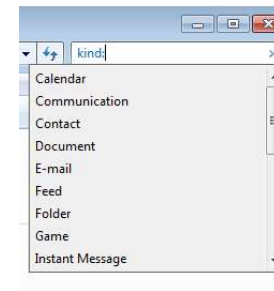 kind:
Calendar
Communication
Contact
Document
E-mail
Feed
Folder
Game
Instant Message